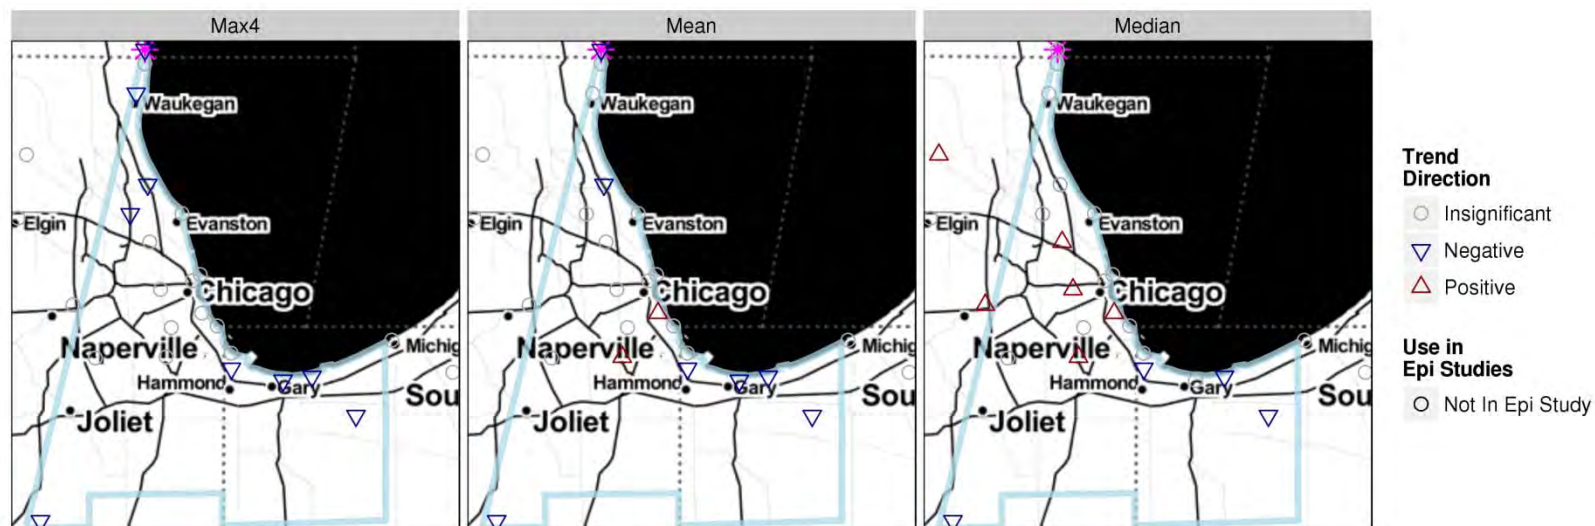 Max4
Mean
Median
Waukegan
Elgin
Evanston
Chicago
Naperville
Michig
Hammond
Gary
Sou
Joliet
Waukegan
Elgin
Evanston
Chicago
Naperville
Michig
Hammond
Gary
Sou
Joliet
Waukegan
Elgin
Evanston
Chicago
Naperville
Michig
Hammond
Gary
Sou
Joliet
Trend
Direction
Insignificant
Negative
Positive
Use in
Epi Studies
Not In Epi Study